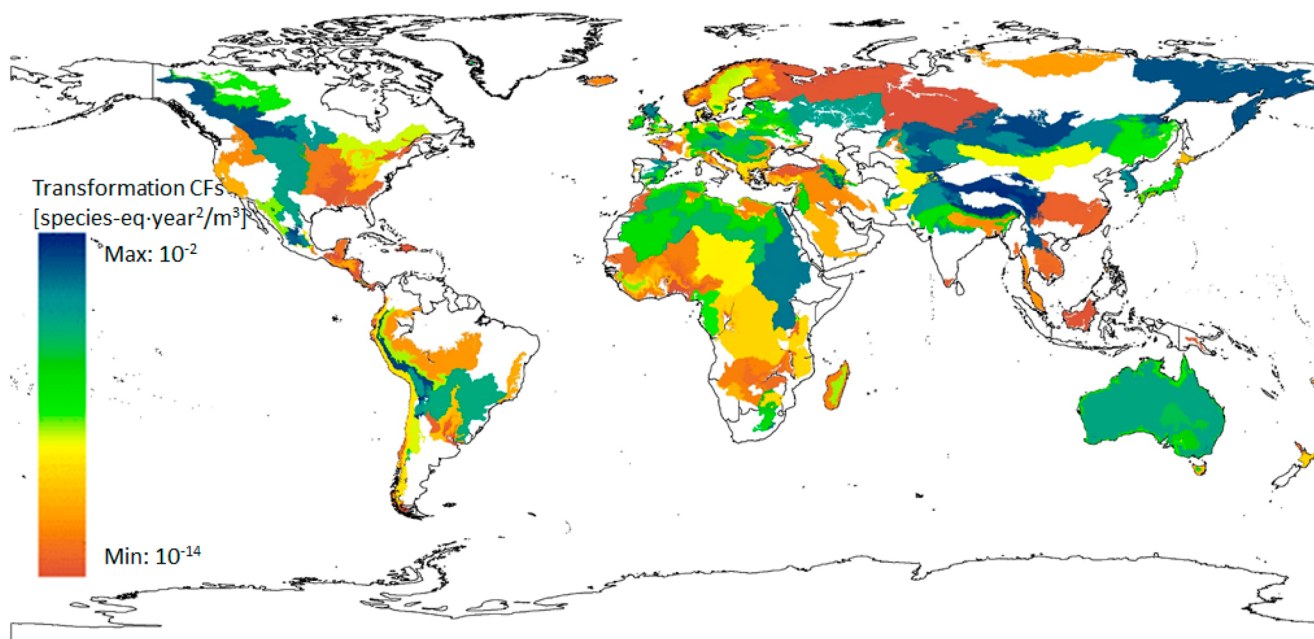 Transformation CFs
[species-eq·year²/m³]
Max: 10⁻²
Min: 10⁻¹⁴